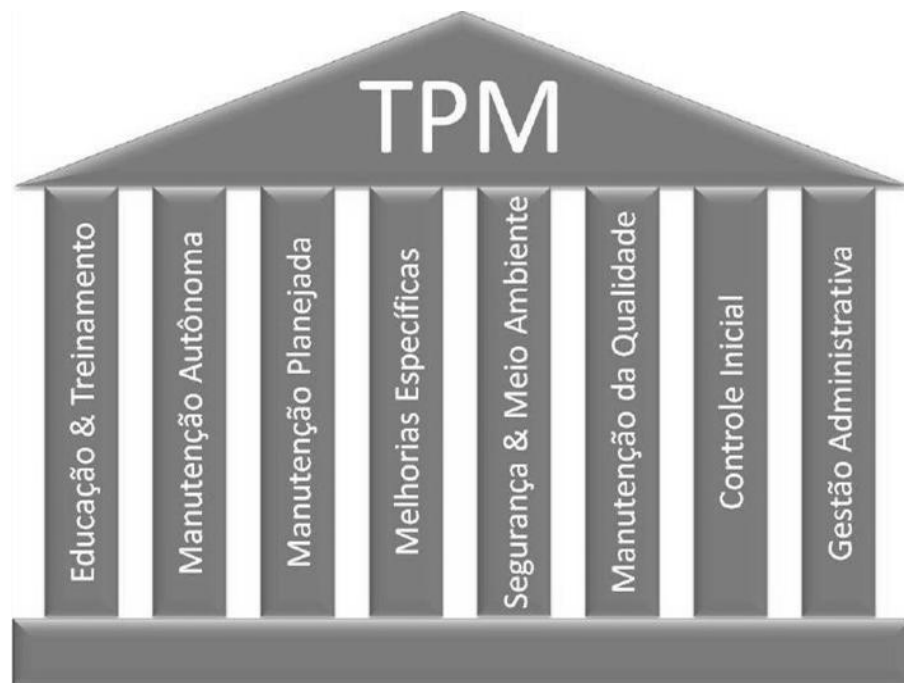 TPM
Educação & Treinamento
Manutenção Autônoma
Manutenção Planejada
Melhorias Específicas
Segurança & Meio Ambiente
Manutenção da Qualidade
Controle Inicial
Gestão Administrativa